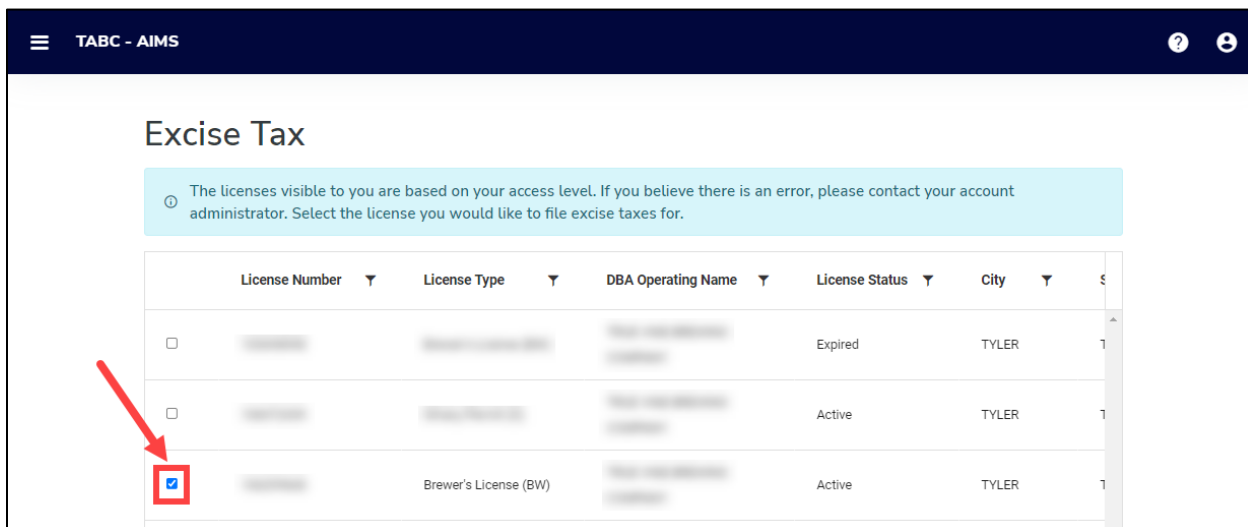 TABC - AIMS
Excise Tax
The licenses visible to you are based on your access level. If you believe there is an error, please contact your account
administrator. Select the license you would like to file excise taxes for.
License Number License Type DBA Operating Name License Status City
Expired TYLER
Active TYLER
Brewer's License (BW) Active TYLER